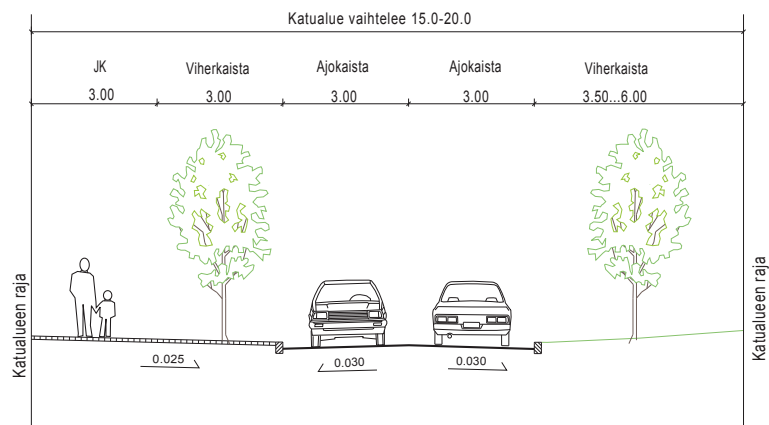 Katualue vaihtelee 15.0-20.0
JK
Viherkaista
Ajokaista
Ajokaista
Viherkaista
3.00
3.00
3.00
3.00
3.50...6.00
Katualueen raja
Katualueen raja
0.025
0.030
0.030